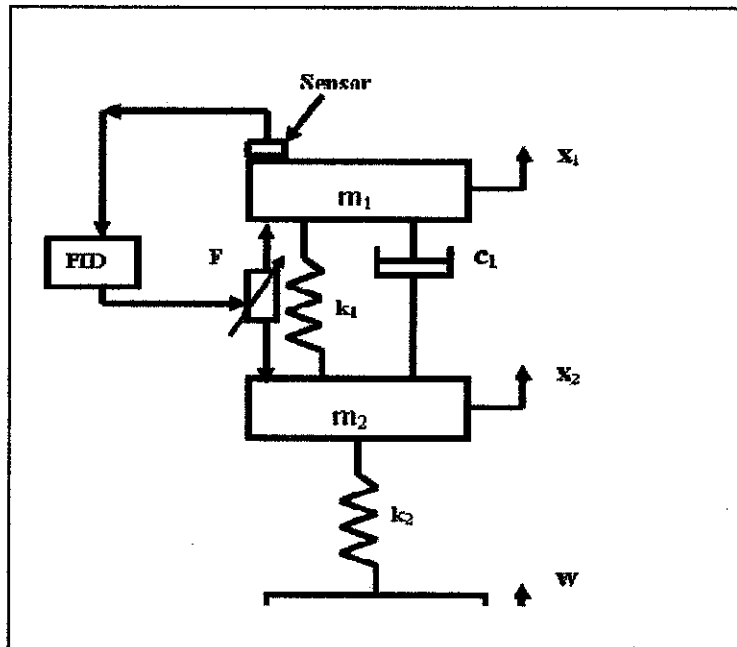 Sensor
x₁
m₁
PID
F
c₁
k₁
x₂
m₂
k₂
w